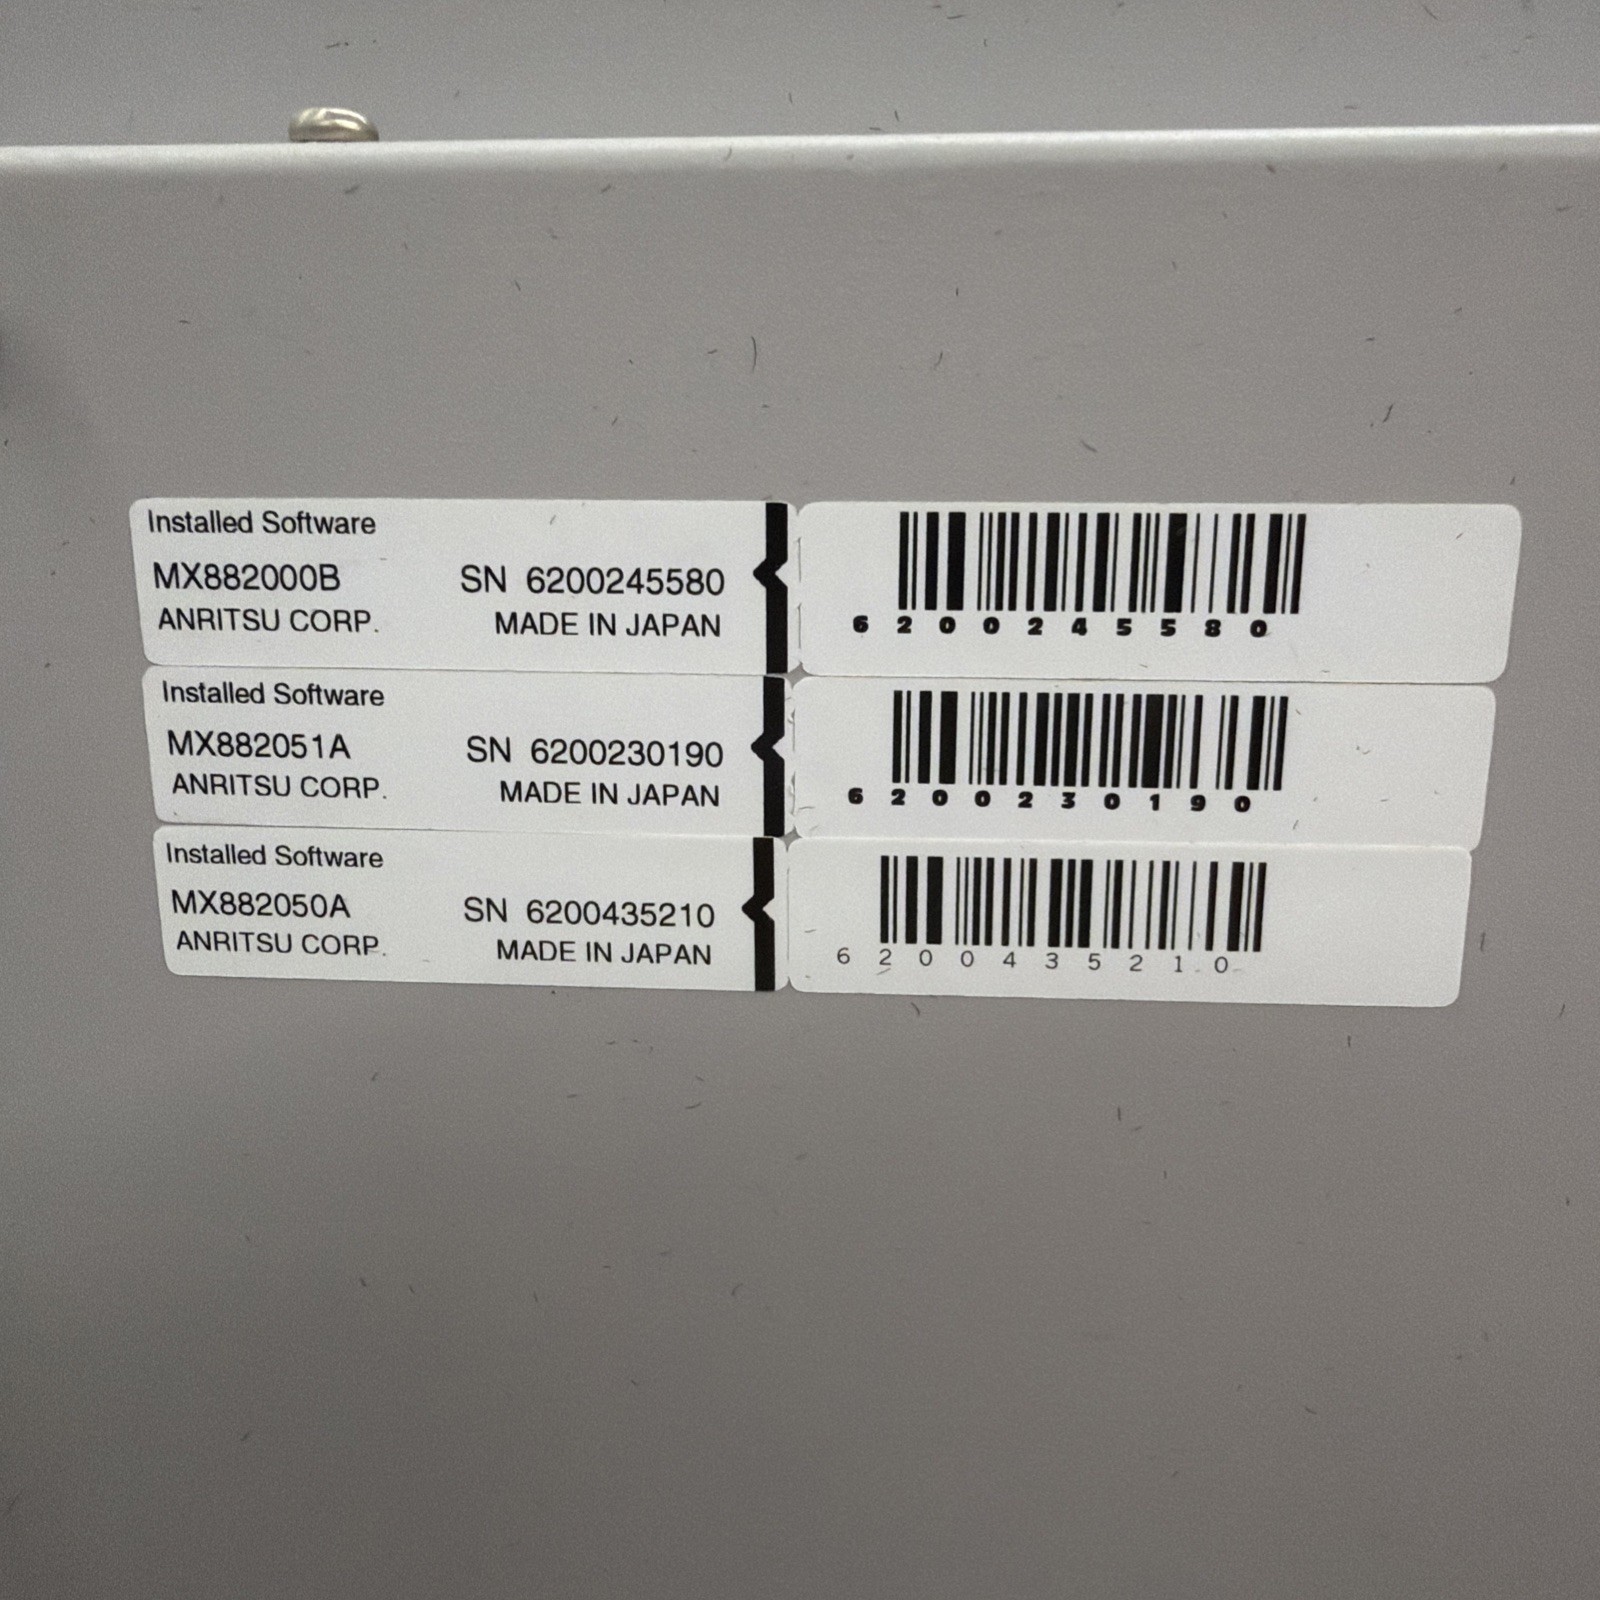 Installed Software
MX882000B SN 6200245580
ANRITSU CORP. MADE IN JAPAN
6200245580
Installed Software
MX882051A SN 6200230190
ANRITSU CORP. MADE IN JAPAN
6200230190
Installed Software
MX882050A SN 6200435210
ANRITSU CORP. MADE IN JAPAN
6200435210